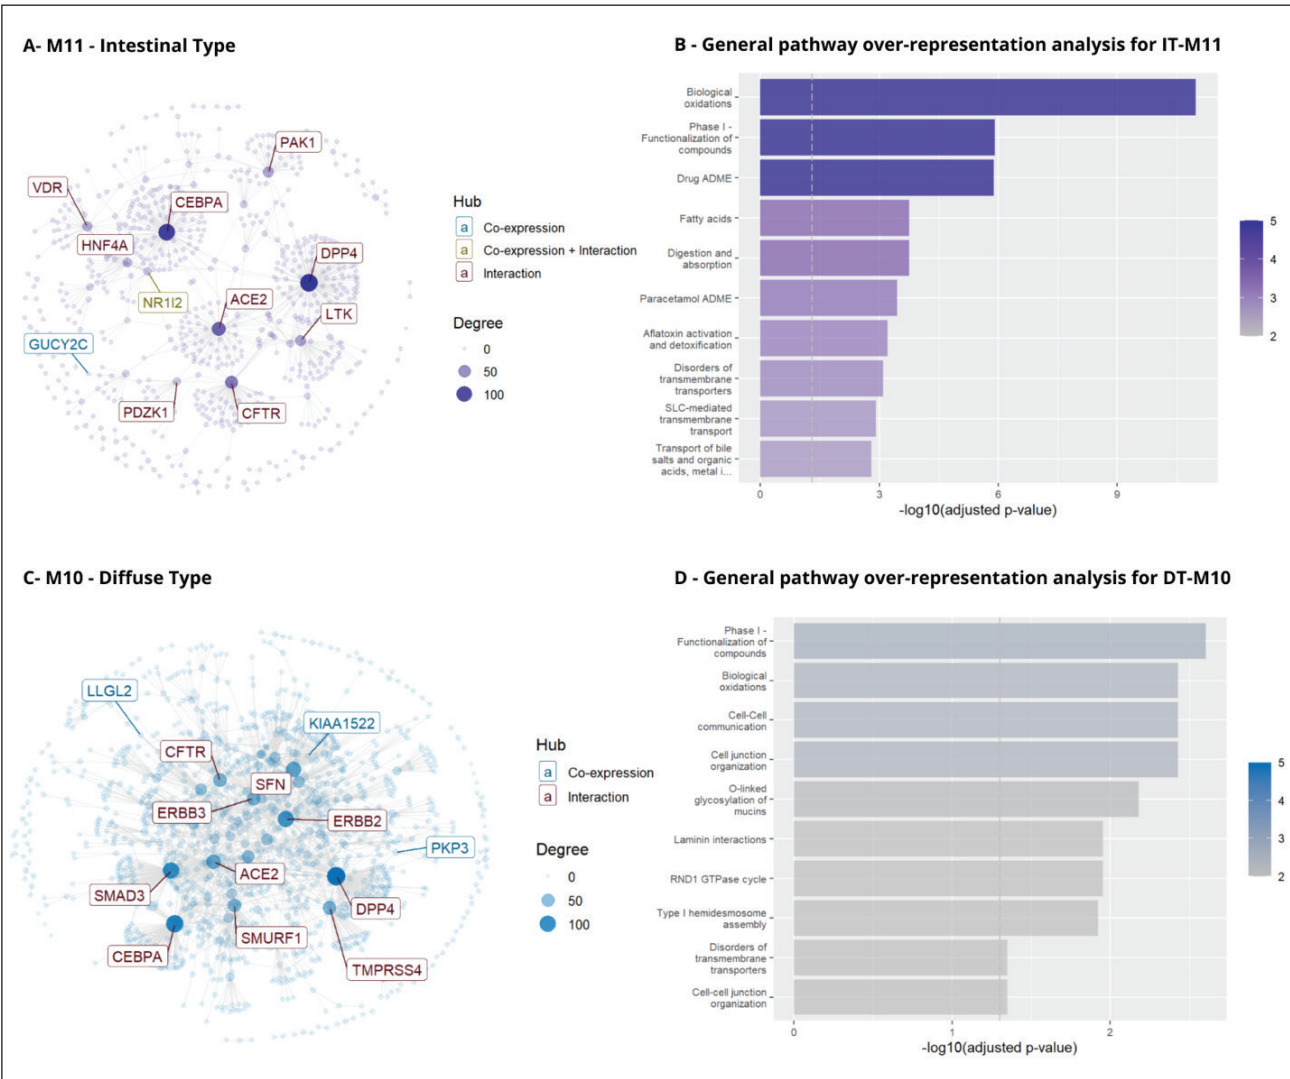 A- M11 - Intestinal Type
PAK1
VDR
CEBPA
HNF4A
DPP4
NR1I2
ACE2
LTK
GUCY2C
PDZK1
CFTR
Hub
a Co-expression
a Co-expression + Interaction
a Interaction
Degree
0
50
100
B - General pathway over-representation analysis for IT-M11
Biological
oxidations
Phase I -
Functionalization of
compounds
Drug ADME
Fatty acids
Digestion and
absorption
Paracetamol ADME
Aflatoxin activation
and detoxification
Disorders of
transmembrane
transporters
SLC-mediated
transmembrane
transport
Transport of bile
salts and organic
acids, metal i...
0 3 6 9
-log10(adjusted p-value)
5
4
3
2
C- M10 - Diffuse Type
LLGL2
KIAA1522
CFTR
SFN
ERBB3
ERBB2
PKP3
ACE2
SMAD3
DPP4
SMURF1
CEBPA
TMPRSS4
Hub
a Co-expression
a Interaction
Degree
0
50
100
D - General pathway over-representation analysis for DT-M10
Phase I -
Functionalization of
compounds
Biological
oxidations
Cell-Cell
communication
Cell junction
organization
O-linked
glycosylation of
mucins
Laminin interactions
RND1 GTPase cycle
Type I hemidesmosome
assembly
Disorders of
transmembrane
transporters
Cell-cell junction
organization
0 1 2
-log10(adjusted p-value)
5
4
3
2